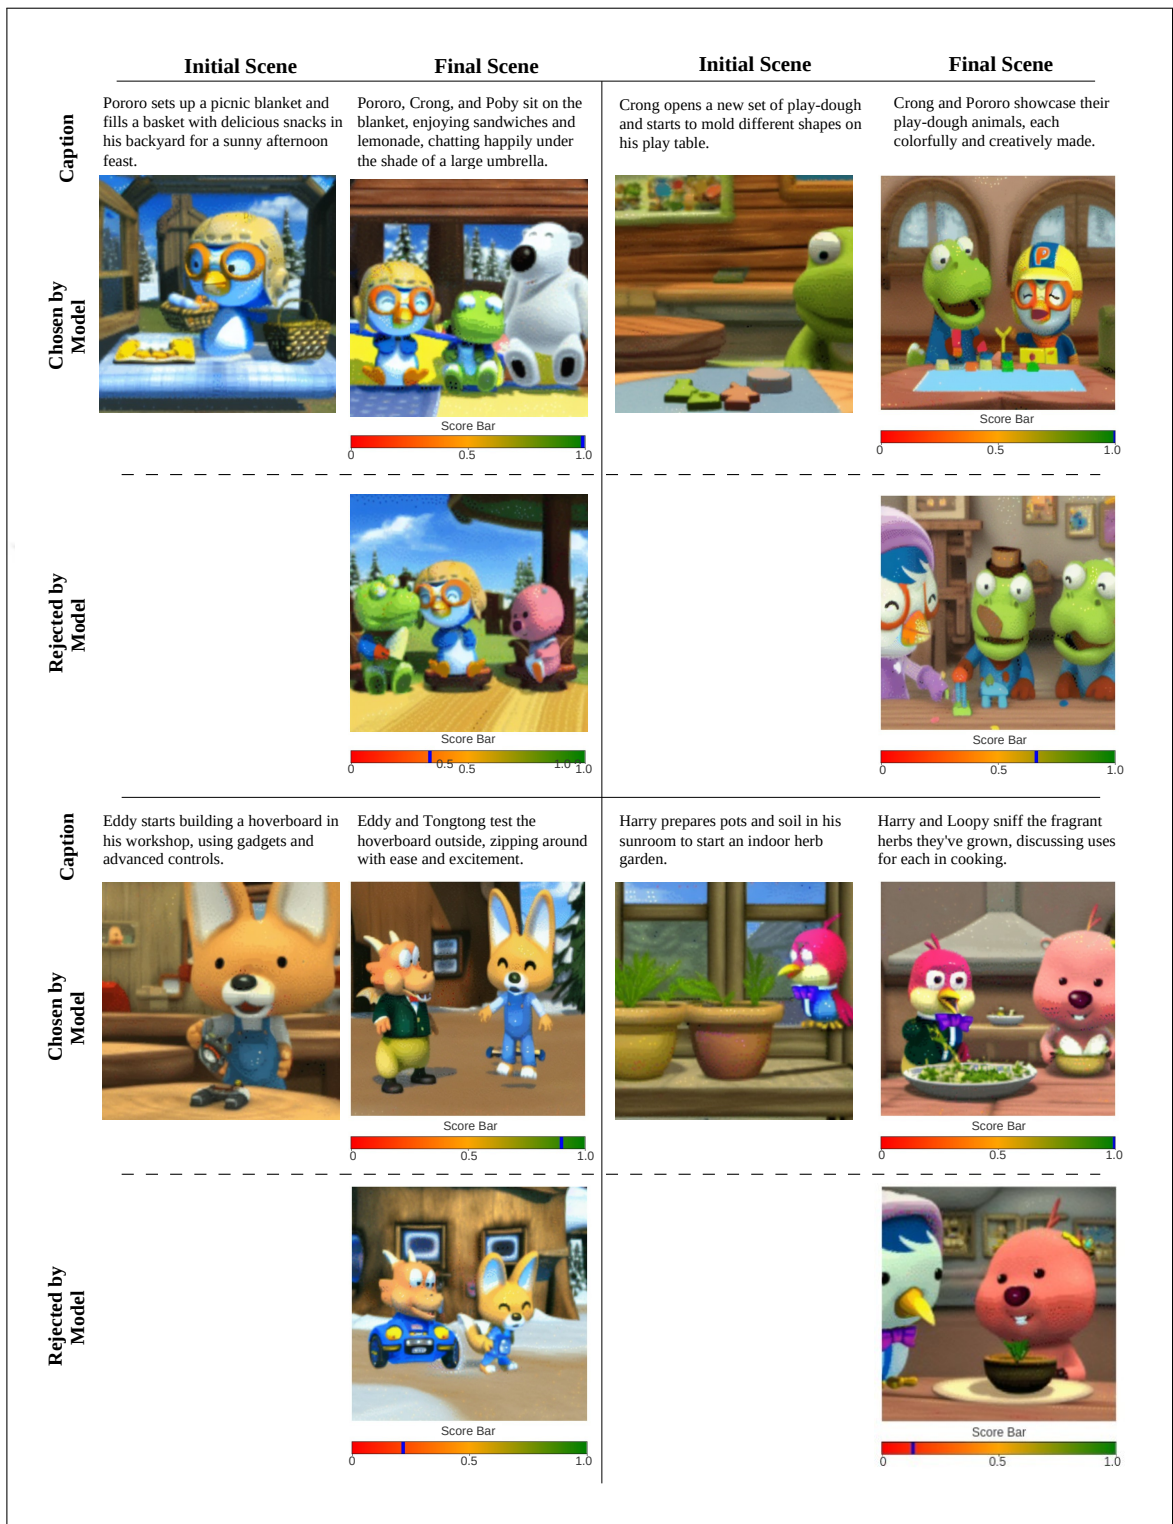 Initial Scene
Final Scene
Initial Scene
Final Scene
Caption
Pororo sets up a picnic blanket and
fills a basket with delicious snacks in
his backyard for a sunny afternoon
feast.
Pororo, Crong, and Poby sit on the
blanket, enjoying sandwiches and
lemonade, chatting happily under
the shade of a large umbrella.
Crong opens a new set of play-dough
and starts to mold different shapes on
his play table.
Crong and Pororo showcase their
play-dough animals, each
colorfully and creatively made.
Chosen by
Model
P
Score Bar
0 0.5 1.0
Score Bar
0 0.5 1.0
Rejected by
Model
Score Bar
0.5 1.0
0 0.5 1.0
Score Bar
0 0.5 1.0
Caption
Eddy starts building a hoverboard in
his workshop, using gadgets and
advanced controls.
Eddy and Tongtong test the
hoverboard outside, zipping around
with ease and excitement.
Harry prepares pots and soil in his
sunroom to start an indoor herb
garden.
Harry and Loopy sniff the fragrant
herbs they've grown, discussing uses
for each in cooking.
Chosen by
Model
Score Bar
0 0.5 1.0
Score Bar
0 0.5 1.0
Rejected by
Model
Score Bar
0 0.5 1.0
Score Bar
0 0.5 1.0